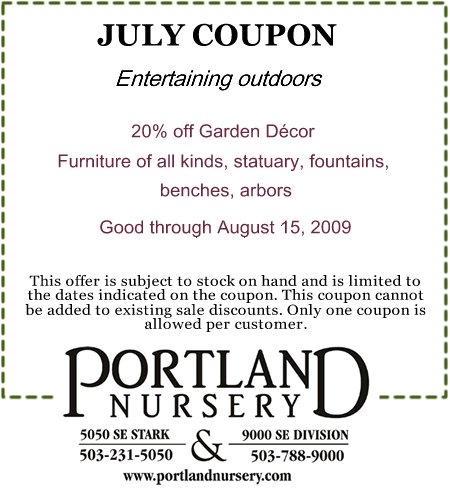 JULY COUPON
Entertaining outdoors
20% off Garden Décor
Furniture of all kinds, statuary, fountains,
benches, arbors
Good through August 15, 2009
This offer is subject to stock on hand and is limited to
the dates indicated on the coupon. This coupon cannot
be added to existing sale discounts. Only one coupon is
allowed per customer.
PORTLAND
NURSERY
5050 SE STARK & 9000 SE DIVISION
503-231-5050 503-788-9000
www.portlandnursery.com